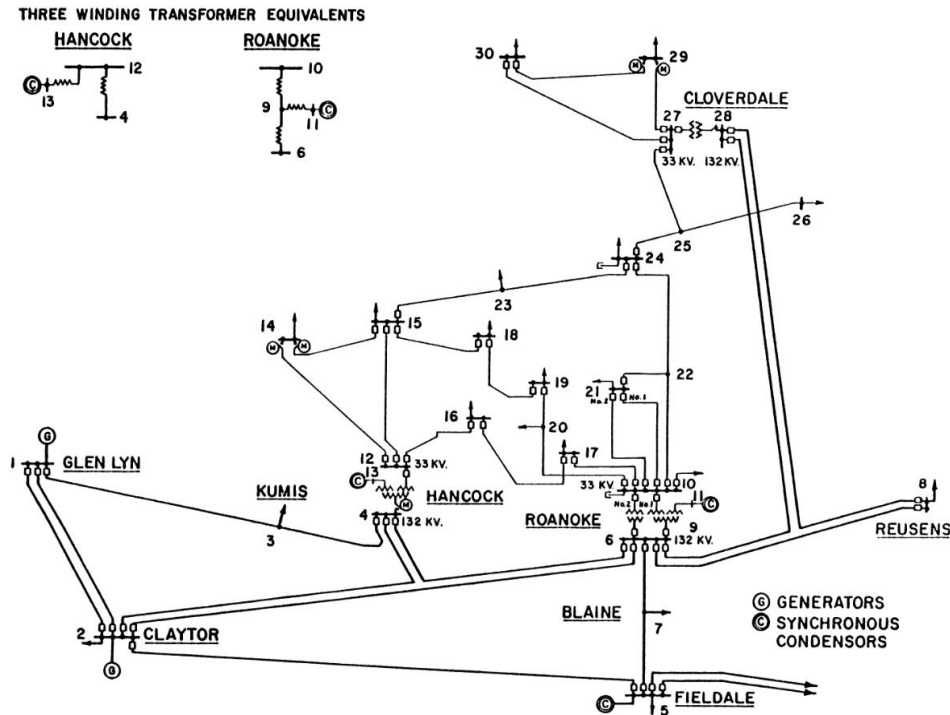 THREE WINDING TRANSFORMER EQUIVALENTS
HANCOCK
ROANOKE
12
C
13
4
10
9
C
11
6
30
29
M
M
CLOVERDALE
27
28
33 KV.
132 KV.
26
25
24
23
15
14
M
M
18
22
21
No.2
No.1
19
16
20
17
G
1
GLEN LYN
12
33 KV.
13
C
M
HANCOCK
KUMIS
3
4
132 KV.
33 KV.
10
11
C
No.2
No.1
ROANOKE
9
6
132 KV.
8
REUSENS
BLAINE
7
2
CLAYTOR
G
G GENERATORS
C SYNCHRONOUS
CONDENSORS
C
FIELDALE
5